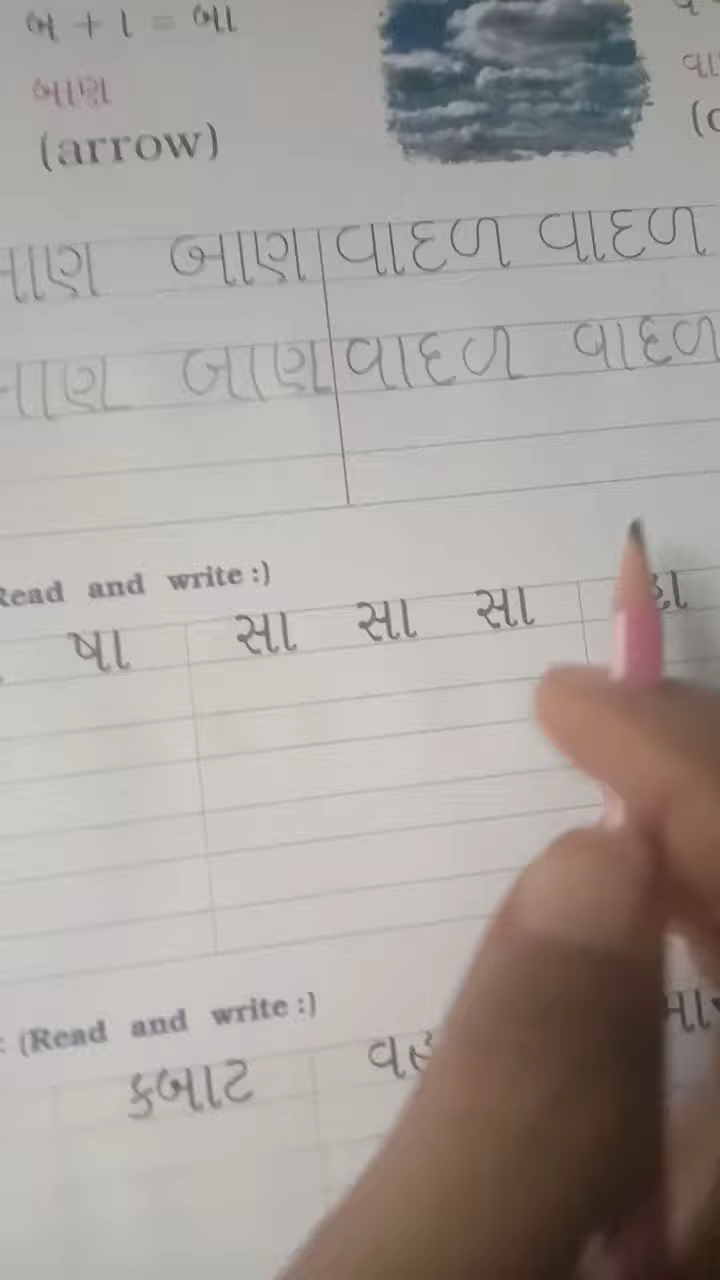 બ + ા = બા
બાણ
(arrow)
બાણ વાદળ વાદળ
બાણ વાદળ વાદળ
Read and write :)
ષા સા સા સા
: (Read and write :)
કબાટ